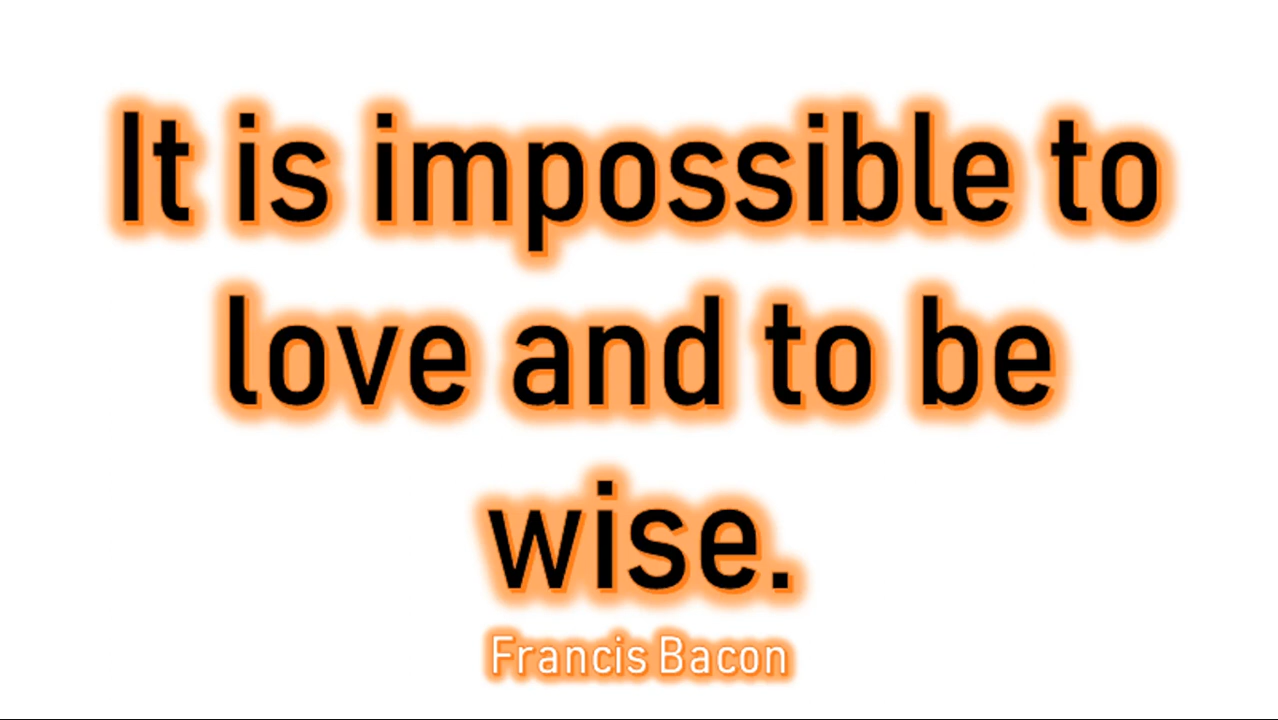 It is impossible to
love and to be
wise.
Francis Bacon